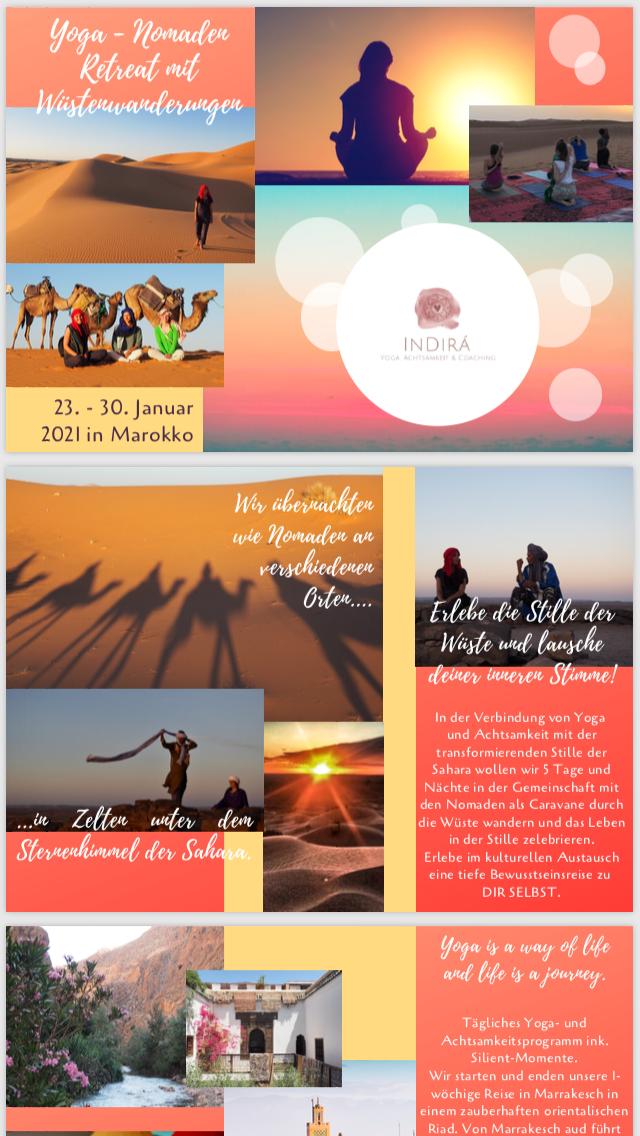 Yoga - Nomaden
Retreat mit
Wüstenwanderungen
INDIRÁ
YOGA, ACHTSAMKEIT & COACHING
23. - 30. Januar
2021 in Marokko
Wir übernachten
wie Nomaden an
verschiedenen
Orten....
...in Zelten unter dem
Sternenhimmel der Sahara.
Erlebe die Stille der
Wüste und lausche
deiner inneren Stimme!
In der Verbindung von Yoga
und Achtsamkeit mit der
transformierenden Stille der
Sahara wollen wir 5 Tage und
Nächte in der Gemeinschaft mit
den Nomaden als Caravane durch
die Wüste wandern und das Leben
in der Stille zelebrieren.
Erlebe im kulturellen Austausch
eine tiefe Bewusstseinsreise zu
DIR SELBST.
Yoga is a way of life
and life is a journey.
Tägliches Yoga- und
Achtsamkeitsprogramm ink.
Silient-Momente.
Wir starten und enden unsere 1-
wöchige Reise in Marrakesch in
einem zauberhaften orientalischen
Riad. Von Marrakesch aud führt